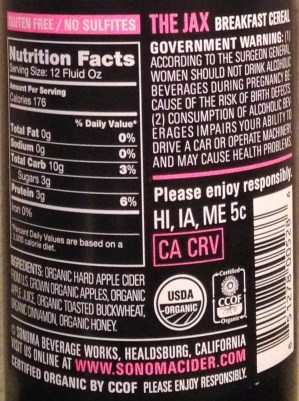 GLUTEN FREE / NO SULFITES
Nutrition Facts
Serving Size: 12 Fluid Oz
Amount Per Serving
Calories 176
% Daily Value*
Total Fat 0g 0%
Sodium 0g 0%
Total Carb 10g 3%
Sugars 3g
Protein 3g 6%
Iron 0%
*Percent Daily Values are based on a
2,000 calorie diet.
INGREDIENTS: ORGANIC HARD APPLE CIDER
FROM U.S. GROWN ORGANIC APPLES, ORGANIC
APPLE JUICE, ORGANIC TOASTED BUCKWHEAT,
ORGANIC CINNAMON, ORGANIC HONEY.
© SONOMA BEVERAGE WORKS, HEALDSBURG, CALIFORNIA
VISIT US ONLINE AT WWW.SONOMACIDER.COM
CERTIFIED ORGANIC BY CCOF PLEASE ENJOY RESPONSIBLY.
THE JAX BREAKFAST CEREAL
GOVERNMENT WARNING: (1)
ACCORDING TO THE SURGEON GENERAL
WOMEN SHOULD NOT DRINK ALCOHOLIC
BEVERAGES DURING PREGNANCY BE-
CAUSE OF THE RISK OF BIRTH DEFECTS.
(2) CONSUMPTION OF ALCOHOLIC BEV-
ERAGES IMPAIRS YOUR ABILITY TO
DRIVE A CAR OR OPERATE MACHINERY
AND MAY CAUSE HEALTH PROBLEMS.
Please enjoy responsibly.
HI, IA, ME 5c
CA CRV
USDA
ORGANIC
Certified
CCOF
Organic